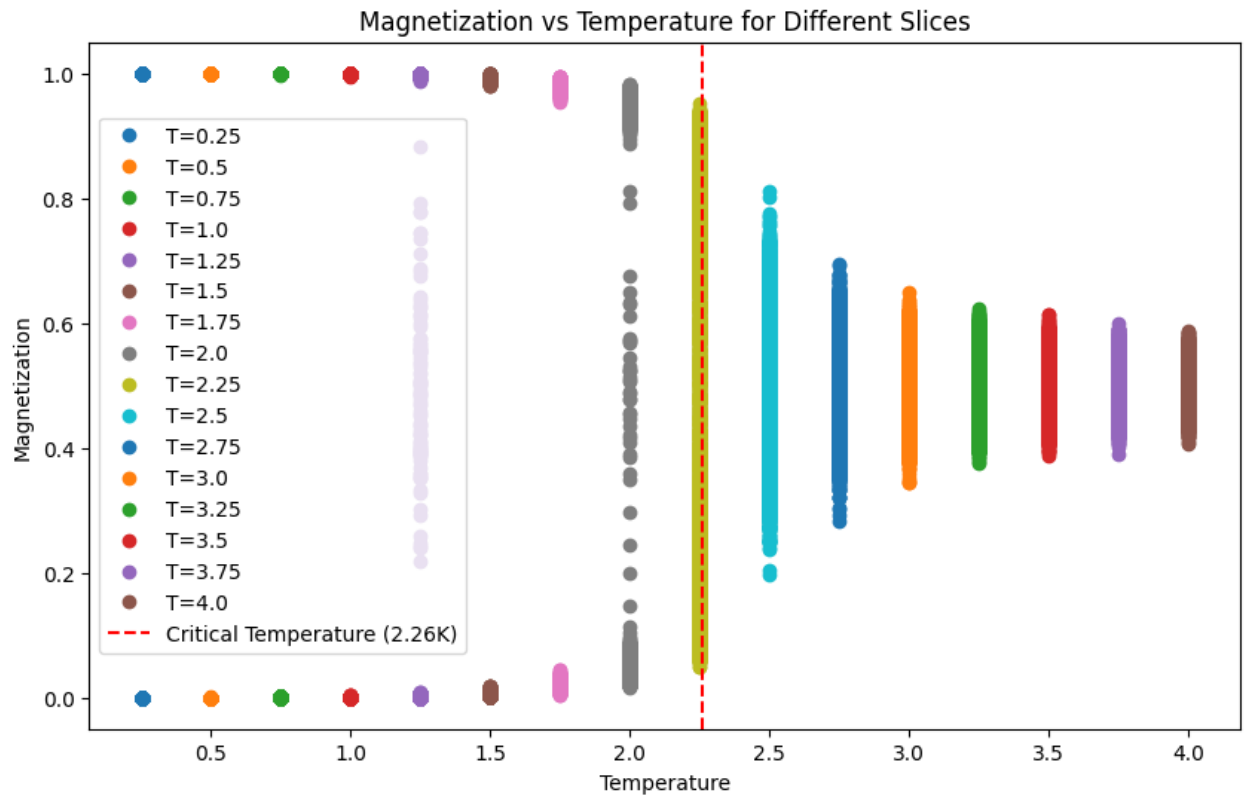 Magnetization vs Temperature for Different Slices
1.0
0.8
0.6
0.4
0.2
0.0
Magnetization
T=0.25
T=0.5
T=0.75
T=1.0
T=1.25
T=1.5
T=1.75
T=2.0
T=2.25
T=2.5
T=2.75
T=3.0
T=3.25
T=3.5
T=3.75
T=4.0
Critical Temperature (2.26K)
0.5 1.0 1.5 2.0 2.5 3.0 3.5 4.0
Temperature